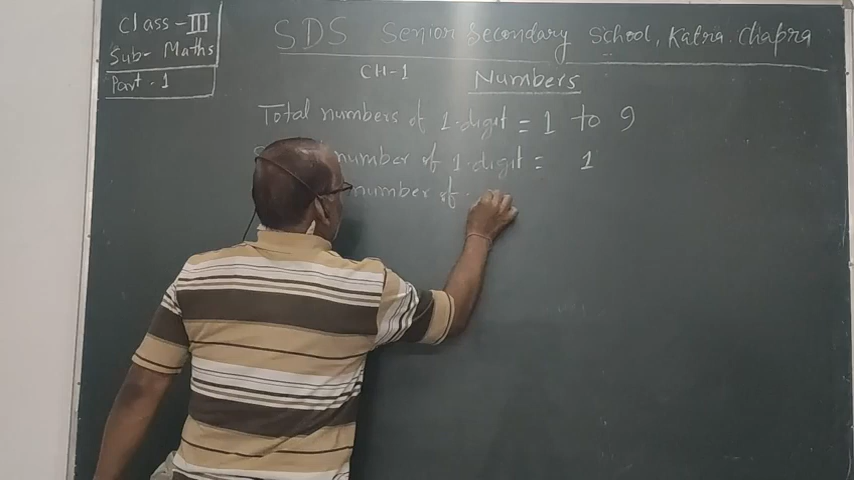 Class - III
Sub- Maths
Part - 1
SDS Senior Secondary School, Katra Chapra
CH-1
Numbers
Total numbers of 1-digit = 1 to 9
number of 1-digit = 1
number of